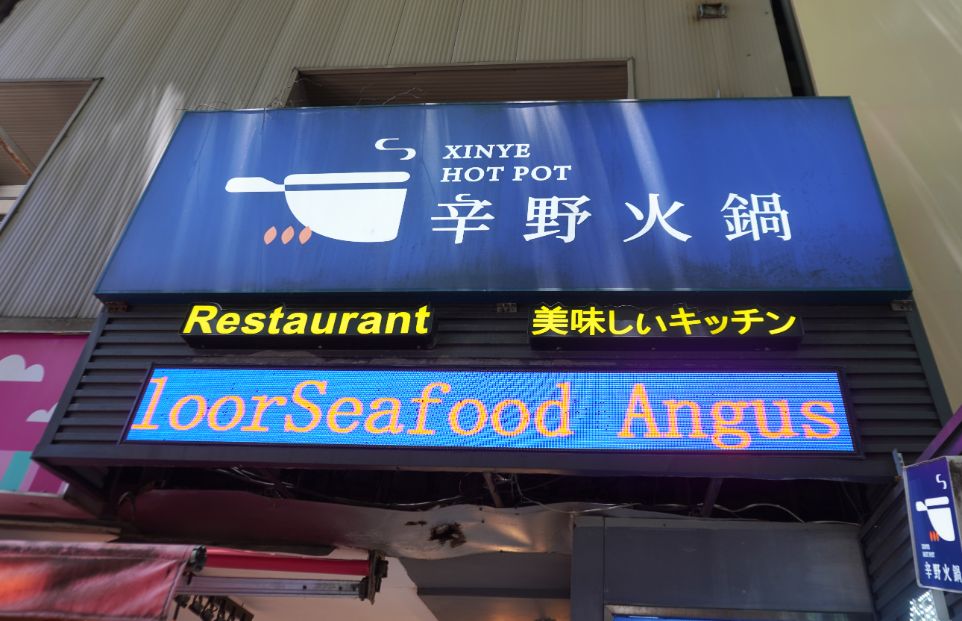 XINYE
HOT POT
辛野火鍋
Restaurant
美味しいキッチン
loorSeafood Angus
辛野火鍋